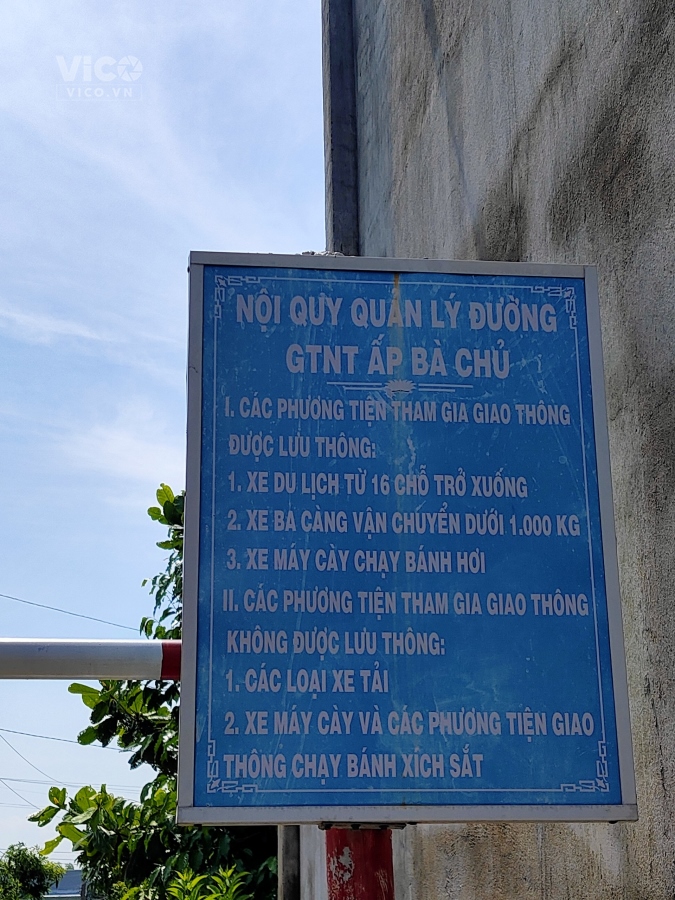 ViCO
VICO.VN
NỘI QUY QUẢN LÝ ĐƯỜNG
GTNT ẤP BÀ CHỦ
I. CÁC PHƯƠNG TIỆN THAM GIA GIAO THÔNG
ĐƯỢC LƯU THÔNG:
1. XE DU LỊCH TỪ 16 CHỖ TRỞ XUỐNG
2. XE BA CÀNG VẬN CHUYỂN DƯỚI 1.000 KG
3. XE MÁY CÀY CHẠY BÁNH HƠI
II. CÁC PHƯƠNG TIỆN THAM GIA GIAO THÔNG
KHÔNG ĐƯỢC LƯU THÔNG:
1. CÁC LOẠI XE TẢI
2. XE MÁY CÀY VÀ CÁC PHƯƠNG TIỆN GIAO
THÔNG CHẠY BÁNH XÍCH SẮT